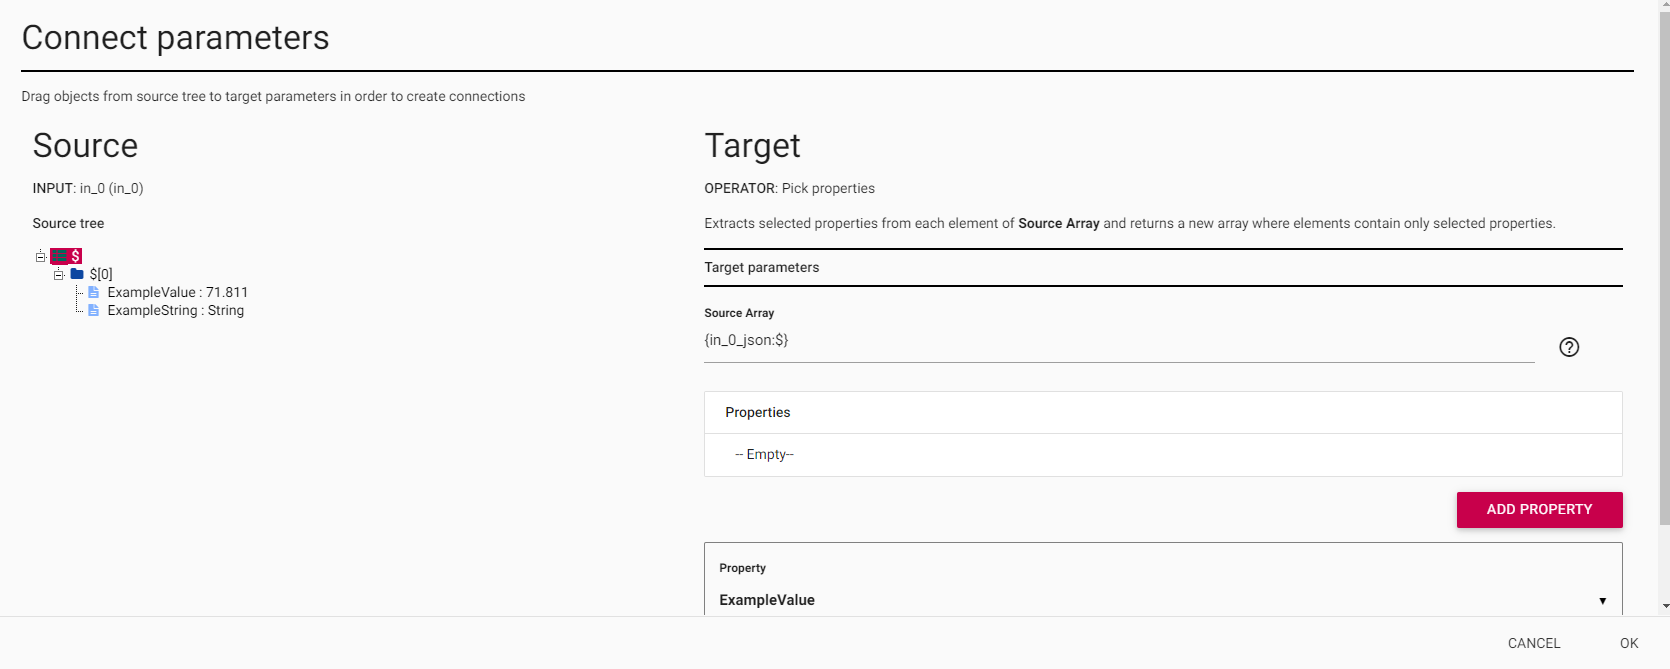 Connect parameters
Drag objects from source tree to target parameters in order to create connections
Source
INPUT: in_0 (in_0)
Source tree
$
$[0]
ExampleValue : 71.811
ExampleString : String
Target
OPERATOR: Pick properties
Extracts selected properties from each element of Source Array and returns a new array where elements contain only selected properties.
Target parameters
Source Array
{in_0_json:$}
Properties
-- Empty--
ADD PROPERTY
Property
ExampleValue
CANCEL
OK